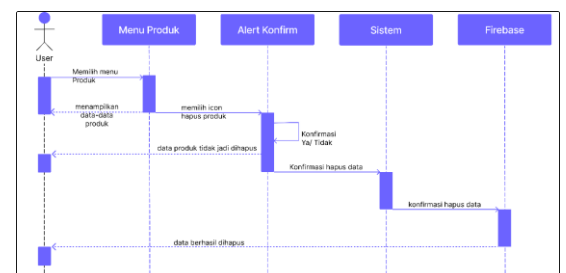 Menu Produk
Alert Konfirm
Sistem
Firebase
User
Memilih menu
Produk
menampilkan
data-data
produk
memilih icon
hapus produk
Konfirmasi
Ya/ Tidak
data produk tidak jadi dihapus
Konfirmasi hapus data
konfirmasi hapus data
data berhasil dihapus